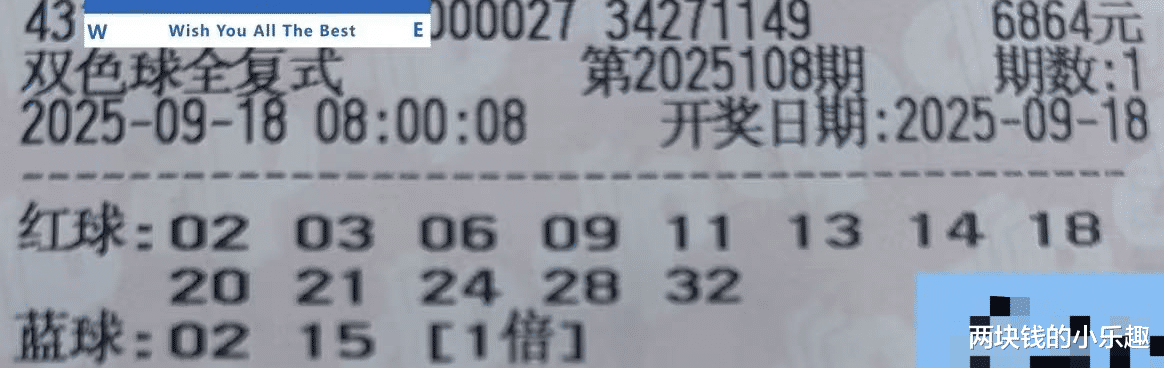 43
W Wish You All The Best E
000027 34271149 6864元
双色球全复式 第2025108期 期数:1
2025-09-18 08:00:08 开奖日期:2025-09-18
红球:02 03 06 09 11 13 14 18
20 21 24 28 32
蓝球:02 15 [1倍]
两块钱的小乐趣